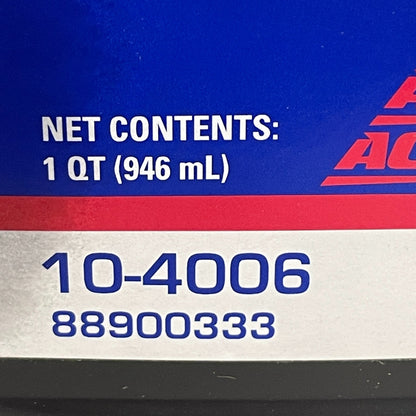 NET CONTENTS:
1 QT (946 mL)
10-4006
88900333